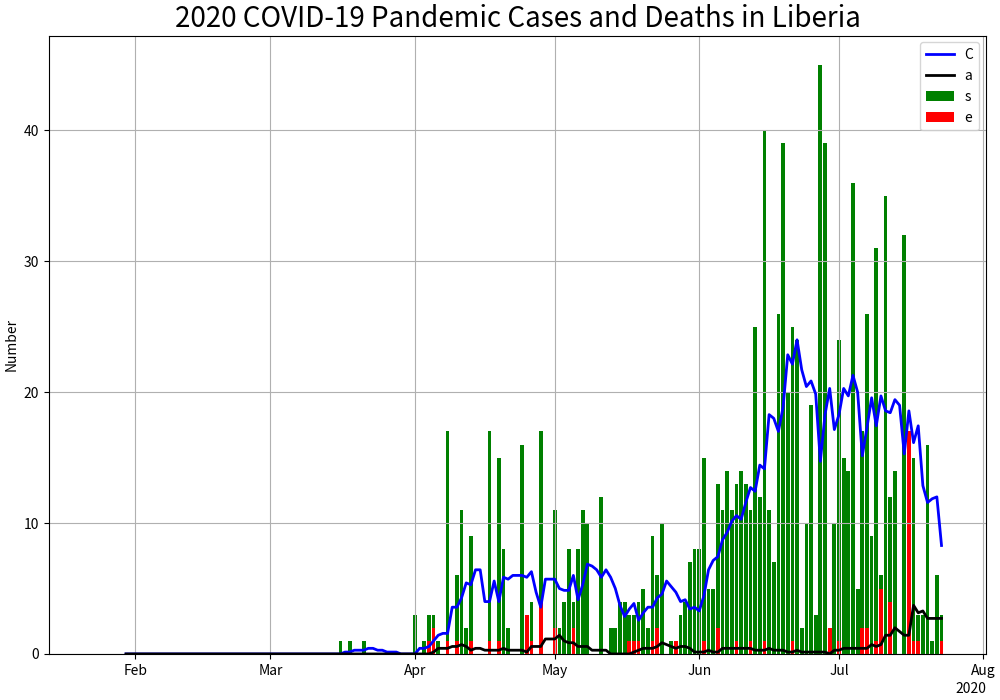 2020 COVID-19 Pandemic Cases and Deaths in Liberia
C
a
s
e
Number
40
30
20
10
0
Feb Mar Apr May Jun Jul Aug
2020